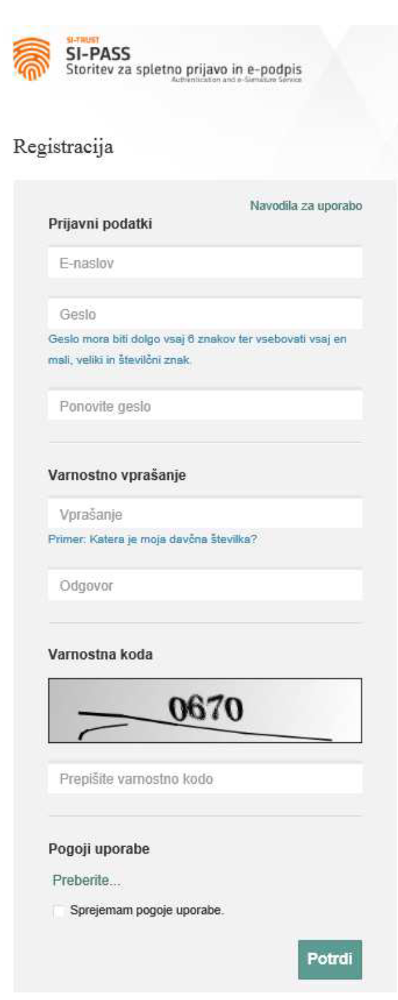 SI-TRUST
SI-PASS
Storitev za spletno prijavo in e-podpis
Authentication and e-Signature Service
Registracija
Navodila za uporabo
Prijavni podatki
E-naslov
Geslo
Geslo mora biti dolgo vsaj 6 znakov ter vsebovati vsaj en
mali, veliki in številčni znak.
Ponovite geslo
Varnostno vprašanje
Vprašanje
Primer: Katera je moja davčna številka?
Odgovor
Varnostna koda
0670
Prepišite varnostno kodo
Pogoji uporabe
Preberite...
Sprejemam pogoje uporabe.
Potrdi